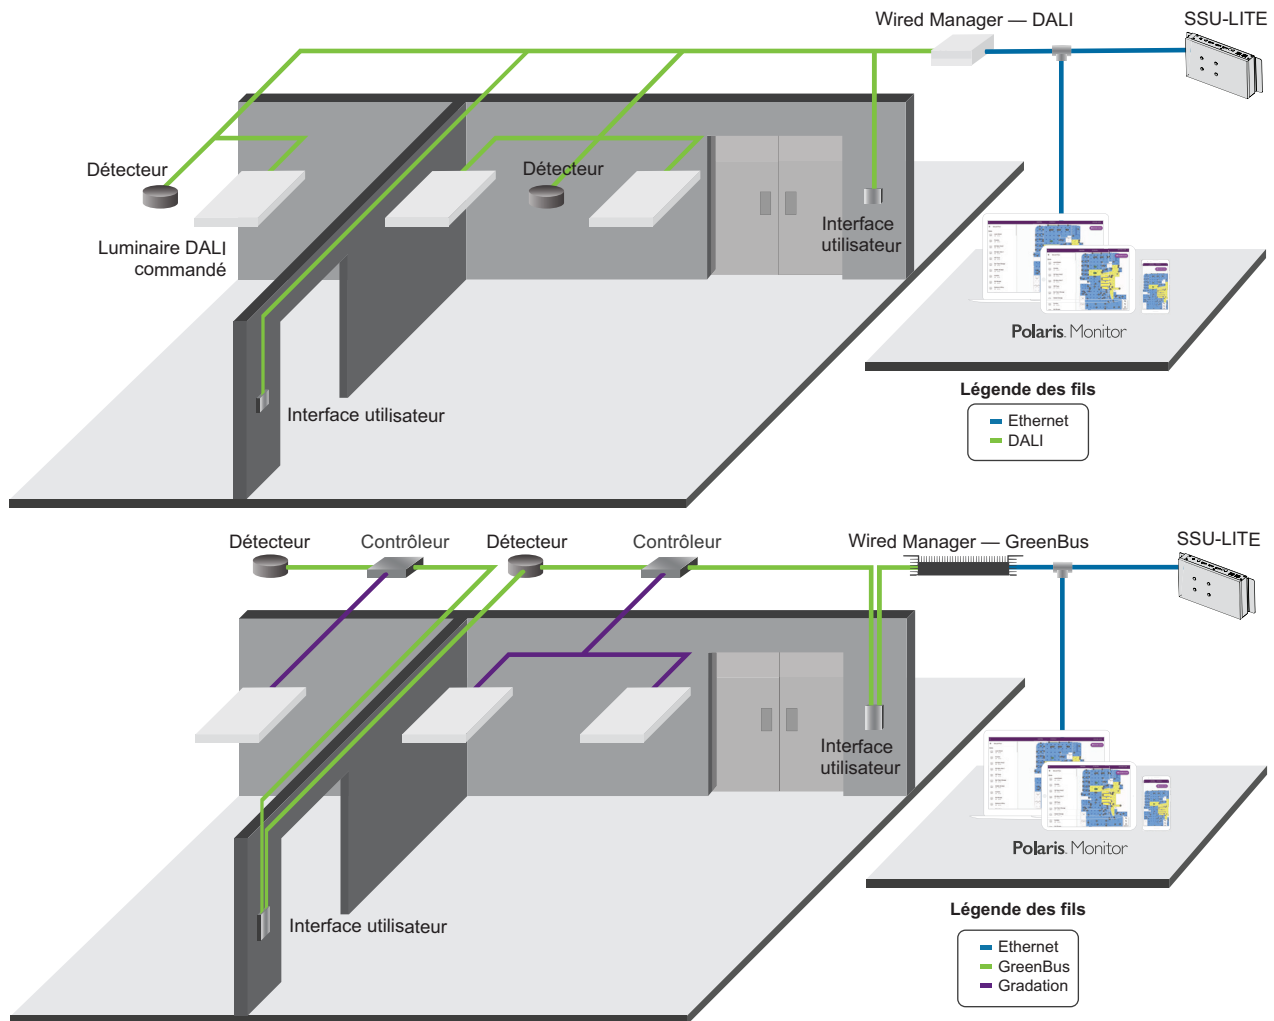 Wired Manager — DALI
SSU-LITE
Détecteur
Détecteur
Luminaire DALI
commandé
Interface
utilisateur
Interface utilisateur
Polaris. Monitor
Légende des fils
Ethernet
DALI
Détecteur
Contrôleur
Détecteur
Contrôleur
Wired Manager — GreenBus
SSU-LITE
Interface
utilisateur
Interface utilisateur
Polaris. Monitor
Légende des fils
Ethernet
GreenBus
Gradation